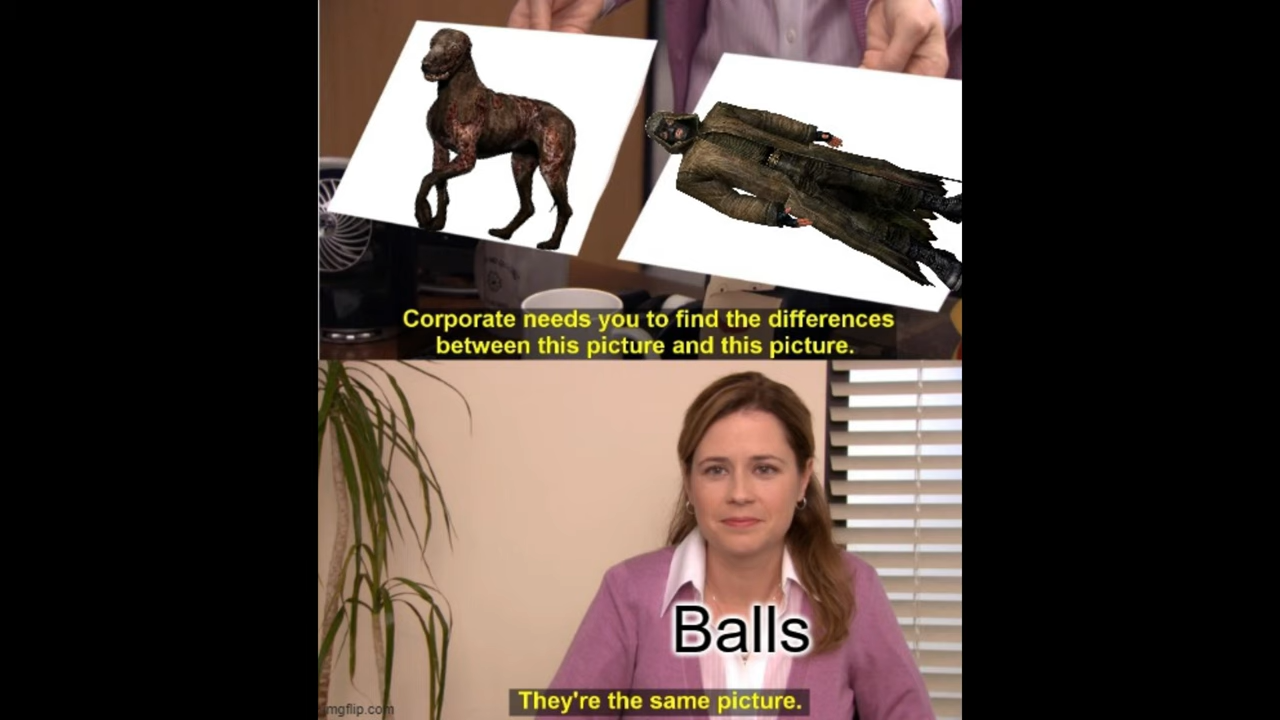 Corporate needs you to find the differences
between this picture and this picture.
Balls
They're the same picture.
mgflip.com